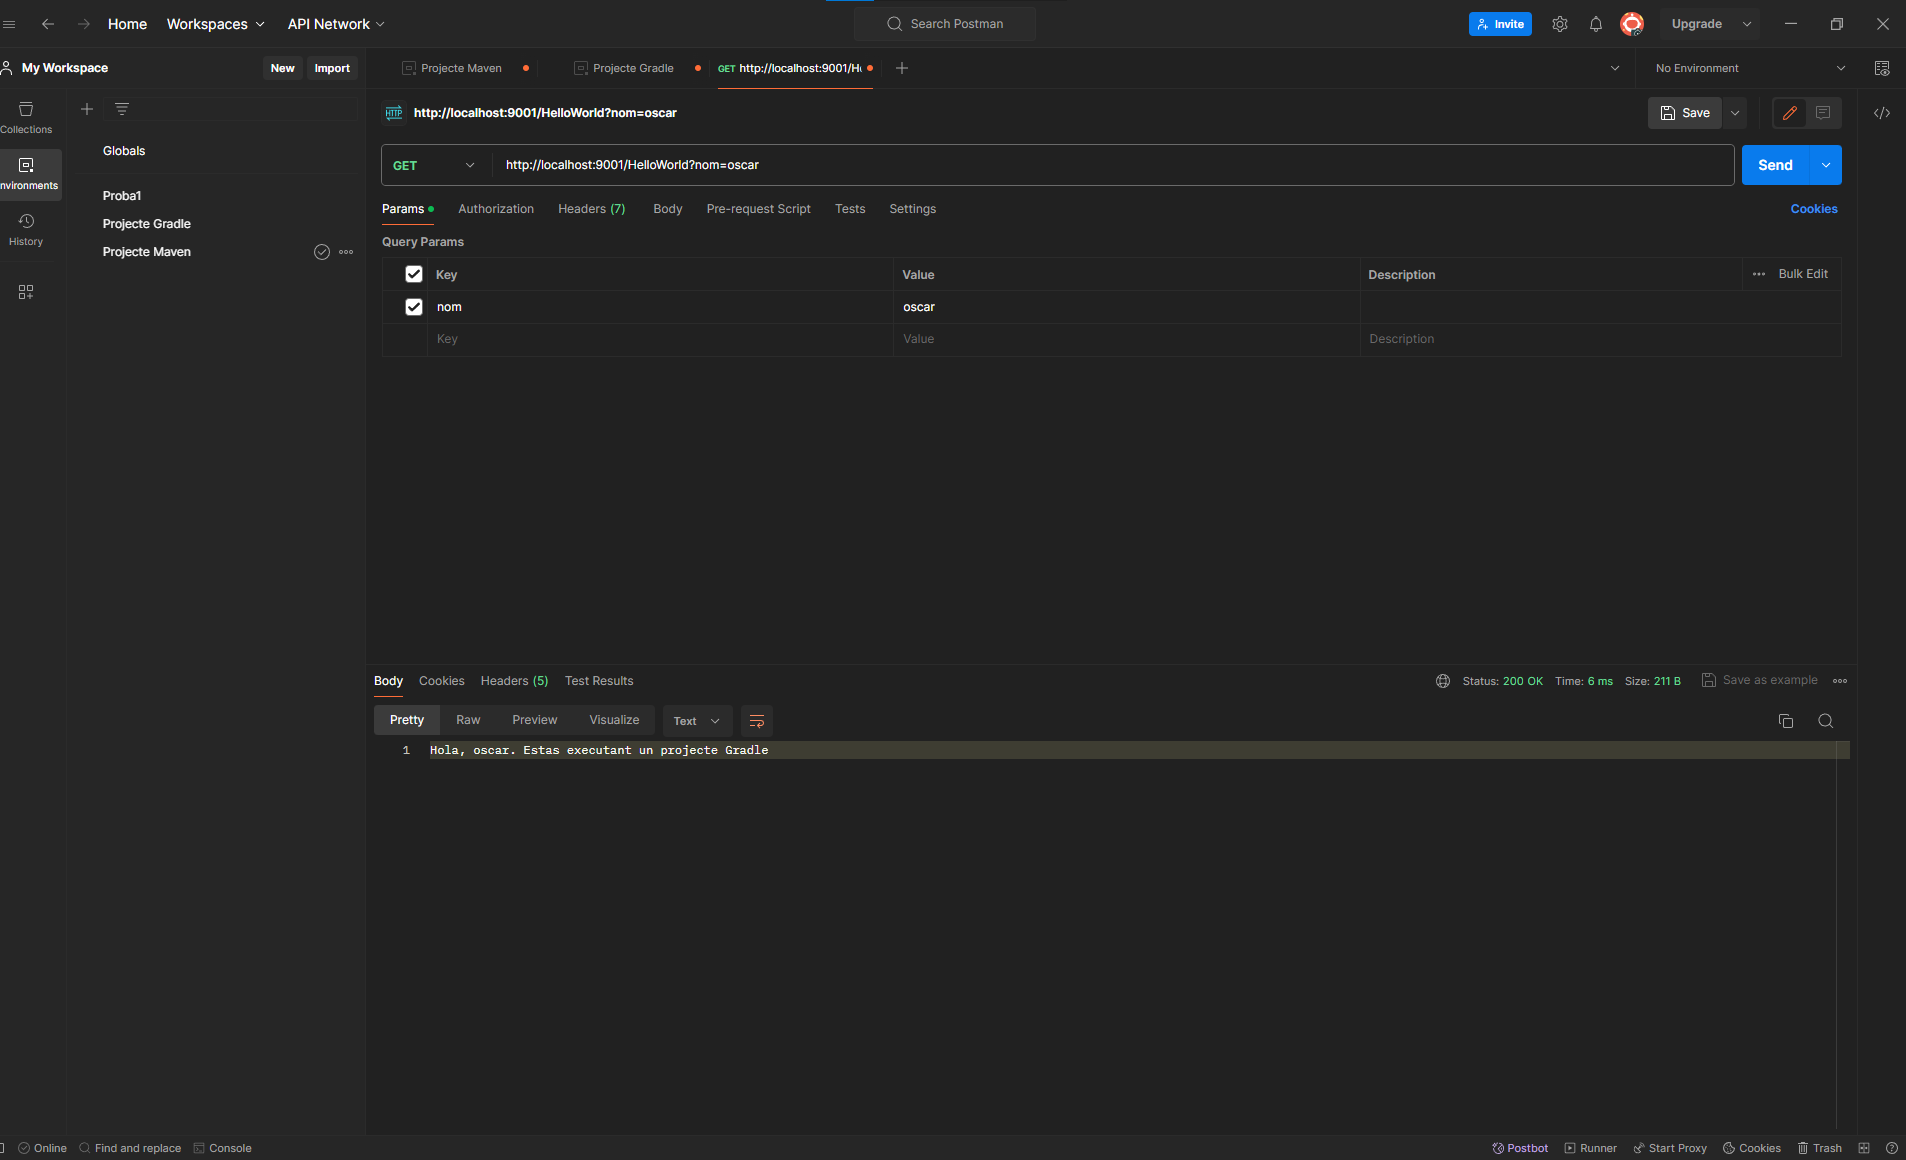 Home Workspaces API Network Search Postman Invite Upgrade
My Workspace New Import Projecte Maven Projecte Gradle GET http://localhost:9001/H No Environment
http://localhost:9001/HelloWorld?nom=oscar Save
Collections
Globals
GET http://localhost:9001/HelloWorld?nom=oscar Send
nvironments
Proba1
Params Authorization Headers (7) Body Pre-request Script Tests Settings Cookies
Projecte Gradle
History
Query Params
Projecte Maven
Key Value Description Bulk Edit
nom oscar
Key Value Description
Body Cookies Headers (5) Test Results Status: 200 OK Time: 6 ms Size: 211 B Save as example
Pretty Raw Preview Visualize Text
1 Hola, oscar. Estas executant un projecte Gradle
Online Find and replace Console Postbot Runner Start Proxy Cookies Trash